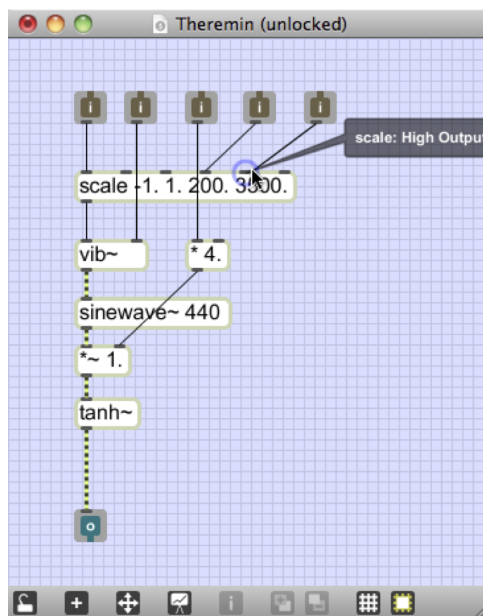 Theremin (unlocked)
i i i i i
scale: High Output
scale -1. 1. 200. 3500.
vib~ * 4.
sinewave~ 440
*~ 1.
tanh~
o
i